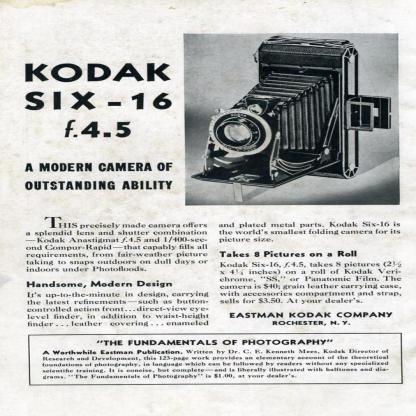 KODAK
SIX-16
f.4.5
A MODERN CAMERA OF
OUTSTANDING ABILITY
THIS precisely made camera offers
a splendid lens and shutter combination
—Kodak Anastigmat f.4.5 and 1/400-sec-
ond Compur-Rapid—that capably fills all
requirements, from fair-weather picture
taking to snaps outdoors on dull days or
indoors under Photofloods.
Handsome, Modern Design
It's up-to-the-minute in design, carrying
the latest refinements—such as button-
controlled action front...direct-view eye-
level finder, in addition to waist-height
finder...leather covering...enameled
and plated metal parts. Kodak Six-16 is
the world's smallest folding camera for its
picture size.
Takes 8 Pictures on a Roll
Kodak Six-16, f.4.5, takes 8 pictures (2½
x 4¼ inches) on a roll of Kodak Veri-
chrome, "SS," or Panatomic Film. The
camera is $40; grain leather carrying case,
with accessories compartment and strap,
sells for $3.50. At your dealer's.
EASTMAN KODAK COMPANY
ROCHESTER, N. Y.
"THE FUNDAMENTALS OF PHOTOGRAPHY"
A Worthwhile Eastman Publication. Written by Dr. C. E. Kenneth Mees, Kodak Director of
Research and Development, this 125-page work provides an elementary account of the theoretical
foundations of photography, in language which can be followed by readers without any specialized
scientific training. It is concise, but complete—and is liberally illustrated with halftones and dia-
grams. "The Fundamentals of Photography" is $1.00, at your dealer's.